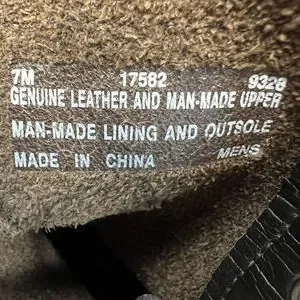 7M 17582 9328
GENUINE LEATHER AND MAN-MADE UPPER
MAN-MADE LINING AND OUTSOLE
MADE IN CHINA MENS